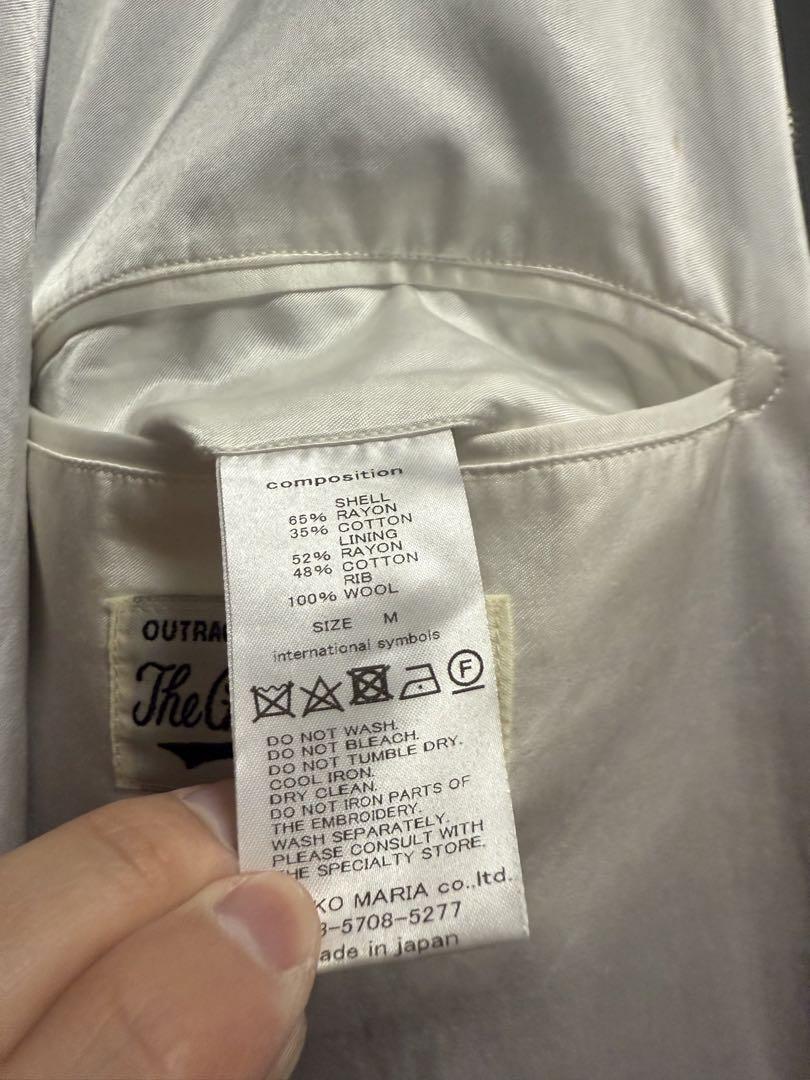 composition
SHELL
65% RAYON
35% COTTON
LINING
52% RAYON
48% COTTON
RIB
100% WOOL
SIZE M
international symbols
F
DO NOT WASH.
DO NOT BLEACH.
DO NOT TUMBLE DRY.
COOL IRON.
DRY CLEAN.
DO NOT IRON PARTS OF
THE EMBROIDERY.
WASH SEPARATELY.
PLEASE CONSULT WITH
THE SPECIALTY STORE.
KO MARIA co.,ltd.
3-5708-5277
ade in japan
OUTRA
The